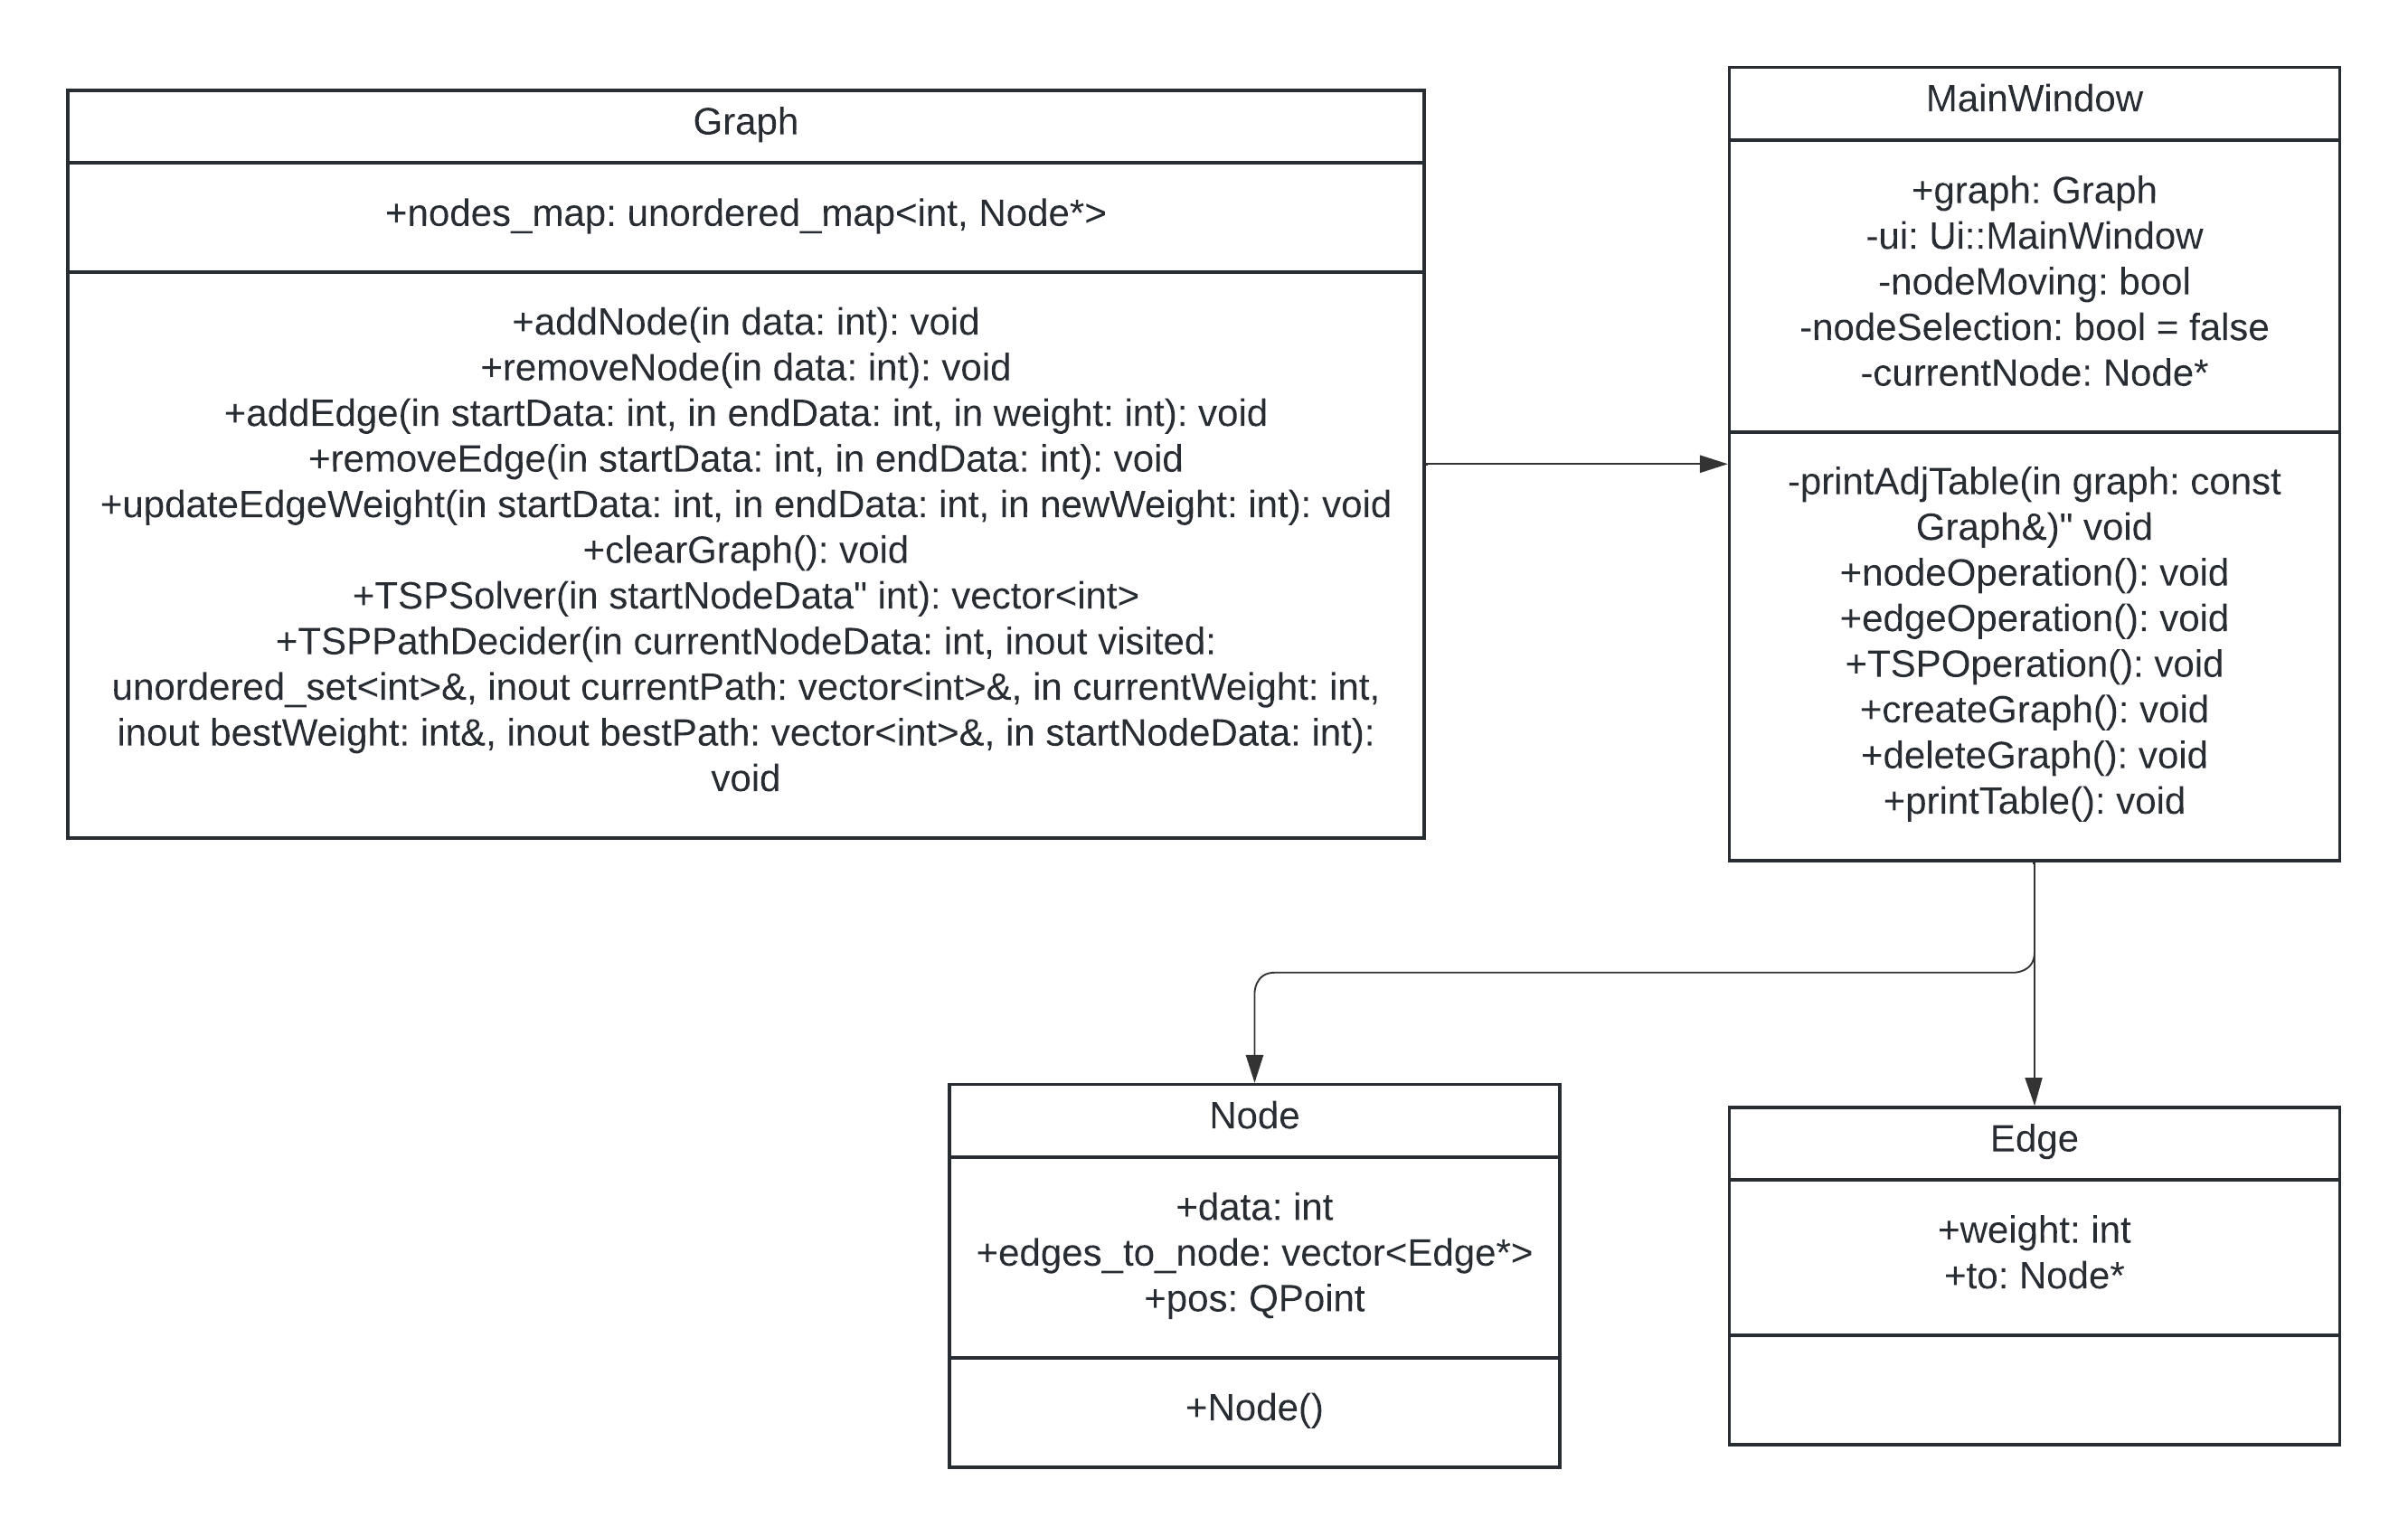 Graph
+nodes_map: unordered_map<int, Node*>
+addNode(in data: int): void
+removeNode(in data: int): void
+addEdge(in startData: int, in endData: int, in weight: int): void
+removeEdge(in startData: int, in endData: int): void
+updateEdgeWeight(in startData: int, in endData: int, in newWeight: int): void
+clearGraph(): void
+TSPSolver(in startNodeData" int): vector<int>
+TSPPathDecider(in currentNodeData: int, inout visited:
unordered_set<int>&, inout currentPath: vector<int>&, in currentWeight: int,
inout bestWeight: int&, inout bestPath: vector<int>&, in startNodeData: int):
void
MainWindow
+graph: Graph
-ui: Ui::MainWindow
-nodeMoving: bool
-nodeSelection: bool = false
-currentNode: Node*
-printAdjTable(in graph: const
Graph&)" void
+nodeOperation(): void
+edgeOperation(): void
+TSPOperation(): void
+createGraph(): void
+deleteGraph(): void
+printTable(): void
Node
+data: int
+edges_to_node: vector<Edge*>
+pos: QPoint
+Node()
Edge
+weight: int
+to: Node*